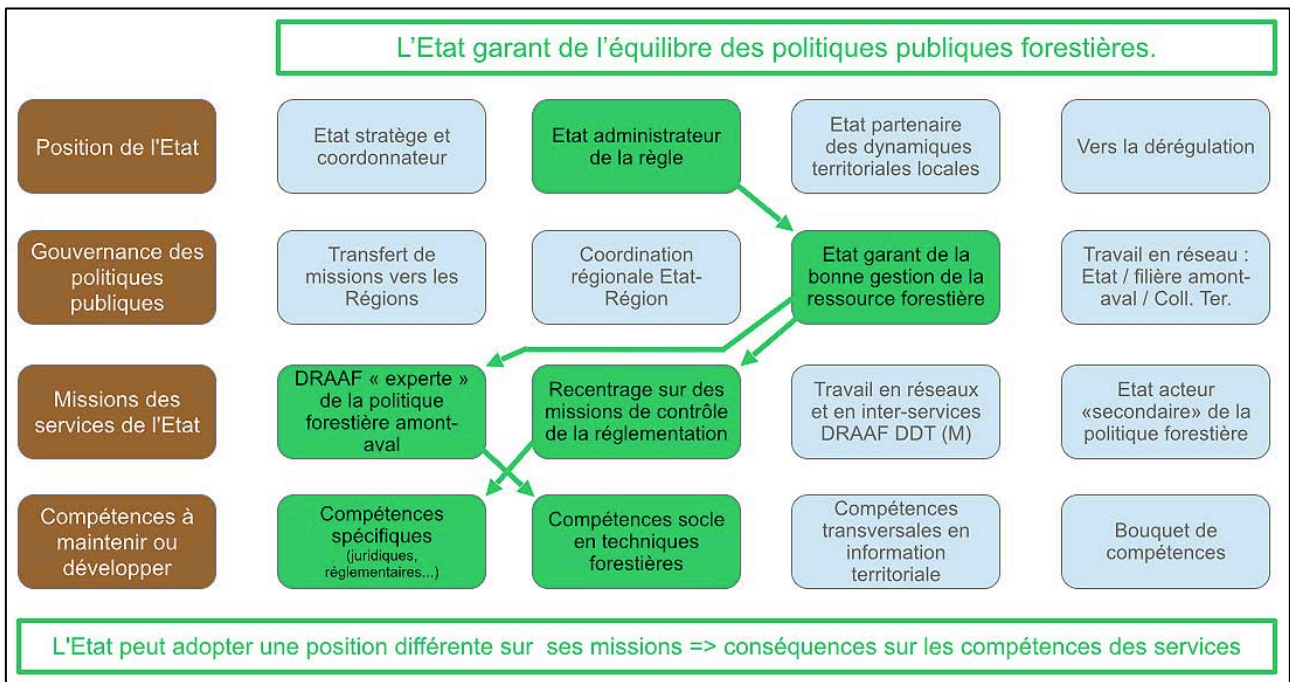 L'Etat garant de l'équilibre des politiques publiques forestières.
Position de l'Etat
Etat stratège et
coordonnateur
Etat administrateur
de la règle
Etat partenaire
des dynamiques
territoriales locales
Vers la dérégulation
Gouvernance des
politiques
publiques
Transfert de
missions vers les
Régions
Coordination
régionale Etat-
Région
Etat garant de la
bonne gestion de la
ressource forestière
Travail en réseau :
Etat / filière amont-
aval / Coll. Ter.
Missions des
services de l'Etat
DRAAF « experte »
de la politique
forestière amont-
aval
Recentrage sur des
missions de contrôle
de la réglementation
Travail en réseaux
et en inter-services
DRAAF DDT (M)
Etat acteur
«secondaire» de la
politique forestière
Compétences à
maintenir ou
développer
Compétences
spécifiques
(juridiques,
réglementaires...)
Compétences socle
en techniques
forestières
Compétences
transversales en
information
territoriale
Bouquet de
compétences
L'Etat peut adopter une position différente sur ses missions => conséquences sur les compétences des services